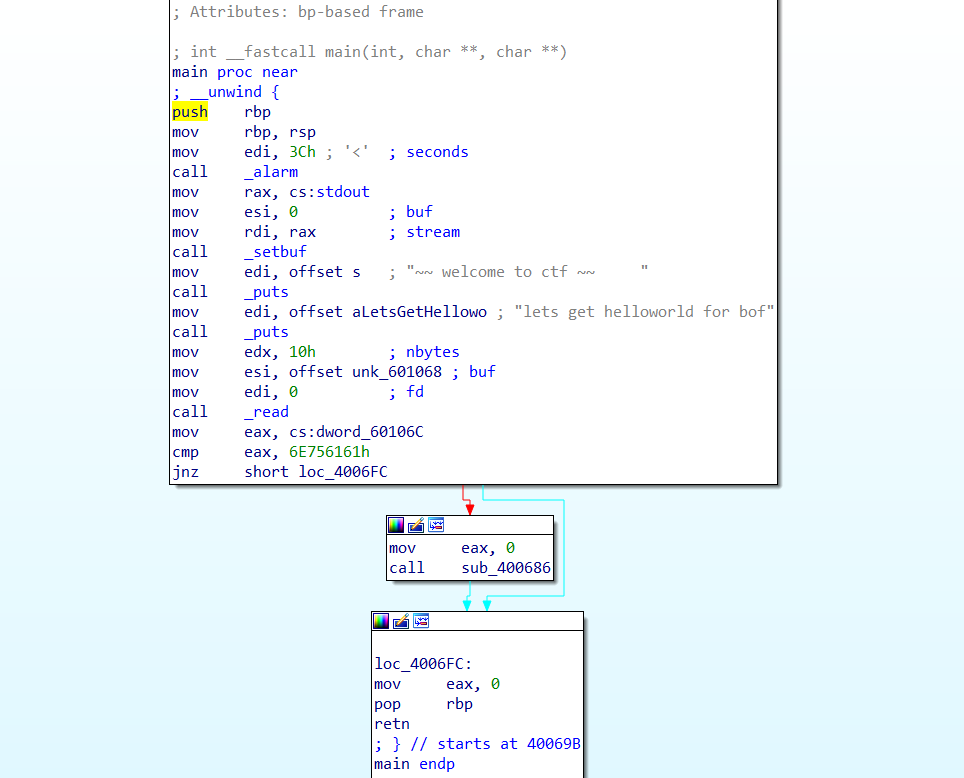 ; Attributes: bp-based frame
; int __fastcall main(int, char **, char **)
main proc near
; __unwind {
push    rbp
mov     rbp, rsp
mov     edi, 3Ch ; '<'  ; seconds
call    _alarm
mov     rax, cs:stdout
mov     esi, 0          ; buf
mov     rdi, rax        ; stream
call    _setbuf
mov     edi, offset s   ; "~~ welcome to ctf ~~     "
call    _puts
mov     edi, offset aLetsGetHellowo ; "lets get helloworld for bof"
call    _puts
mov     edx, 10h        ; nbytes
mov     esi, offset unk_601068 ; buf
mov     edi, 0          ; fd
call    _read
mov     eax, cs:dword_60106C
cmp     eax, 6E756161h
jnz     short loc_4006FC
mov     eax, 0
call    sub_400686
loc_4006FC:
mov     eax, 0
pop     rbp
retn
; } // starts at 40069B
main endp